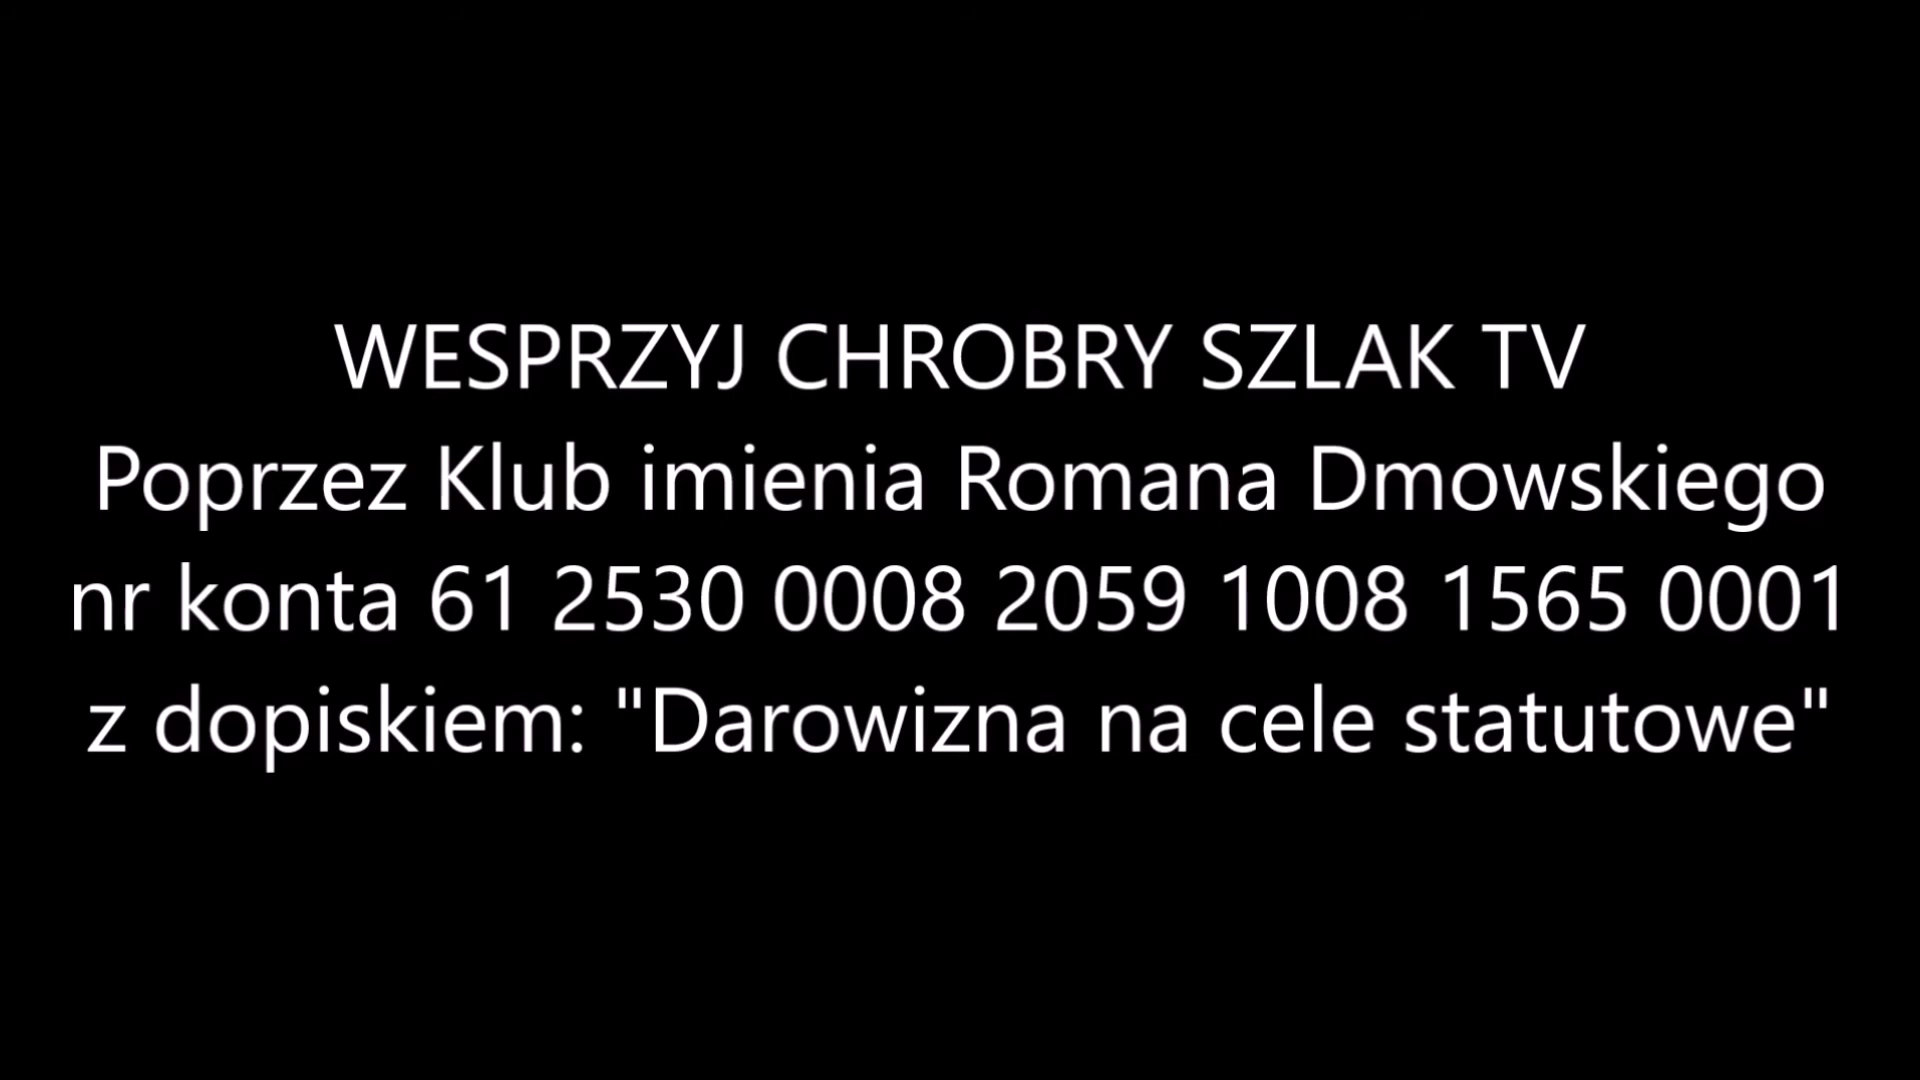 WESPRZYJ CHROBRY SZLAK TV
Poprzez Klub imienia Romana Dmowskiego
nr konta 61 2530 0008 2059 1008 1565 0001
z dopiskiem: "Darowizna na cele statutowe"